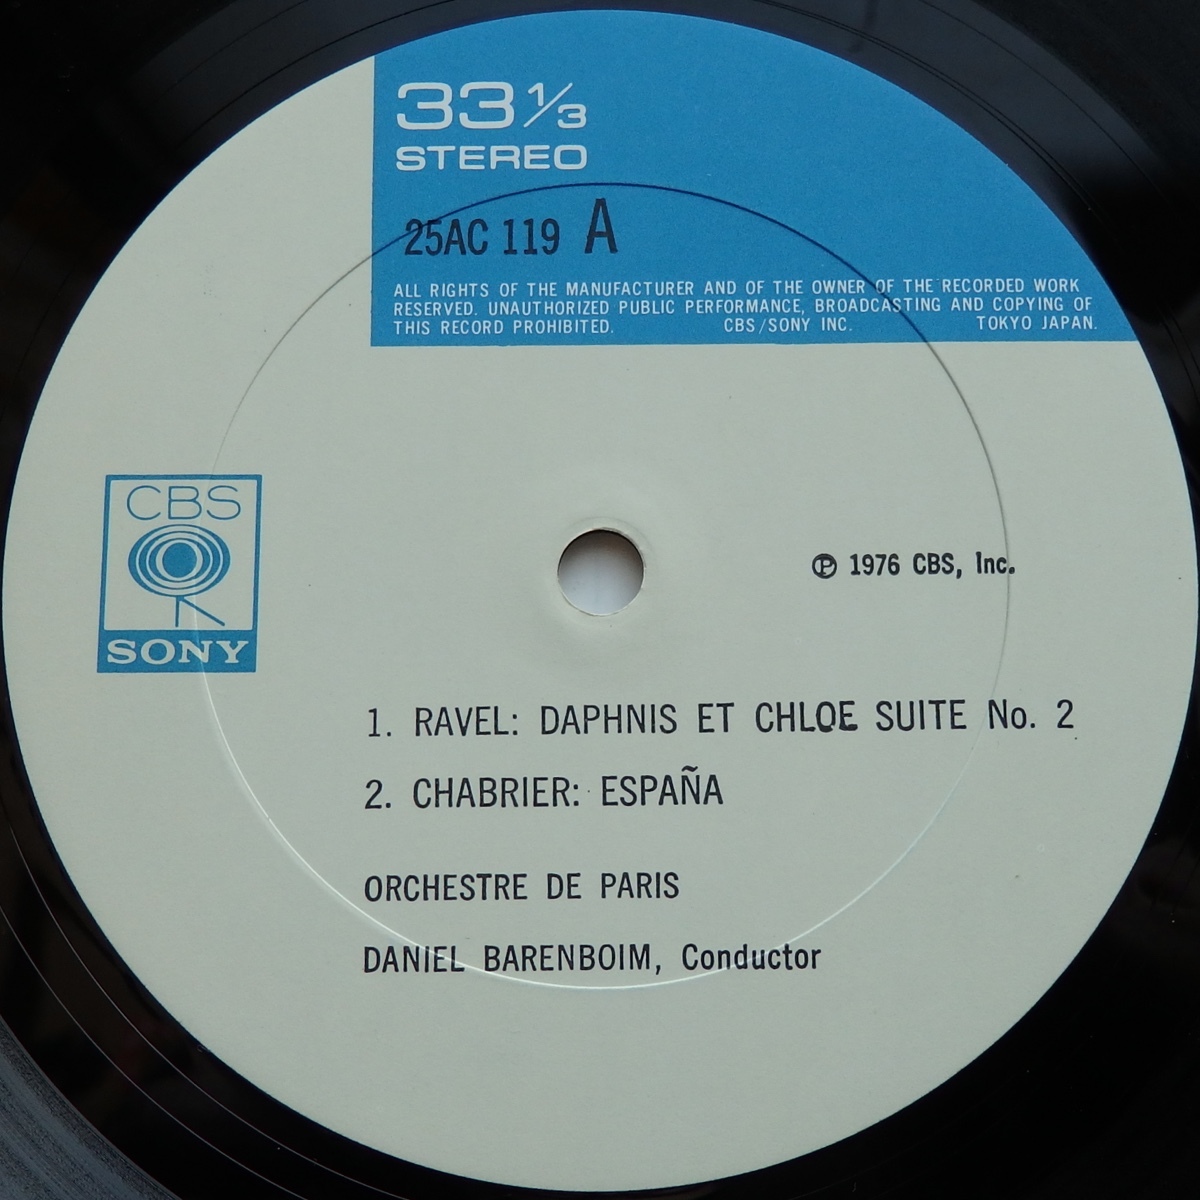 33 1/3
STEREO
25AC 119 A
ALL RIGHTS OF THE MANUFACTURER AND OF THE OWNER OF THE RECORDED WORK
RESERVED. UNAUTHORIZED PUBLIC PERFORMANCE, BROADCASTING AND COPYING OF
THIS RECORD PROHIBITED. CBS/SONY INC. TOKYO JAPAN.
CBS
SONY
℗ 1976 CBS, Inc.
1. RAVEL: DAPHNIS ET CHLOE SUITE No. 2
2. CHABRIER: ESPAÑA
ORCHESTRE DE PARIS
DANIEL BARENBOIM, Conductor